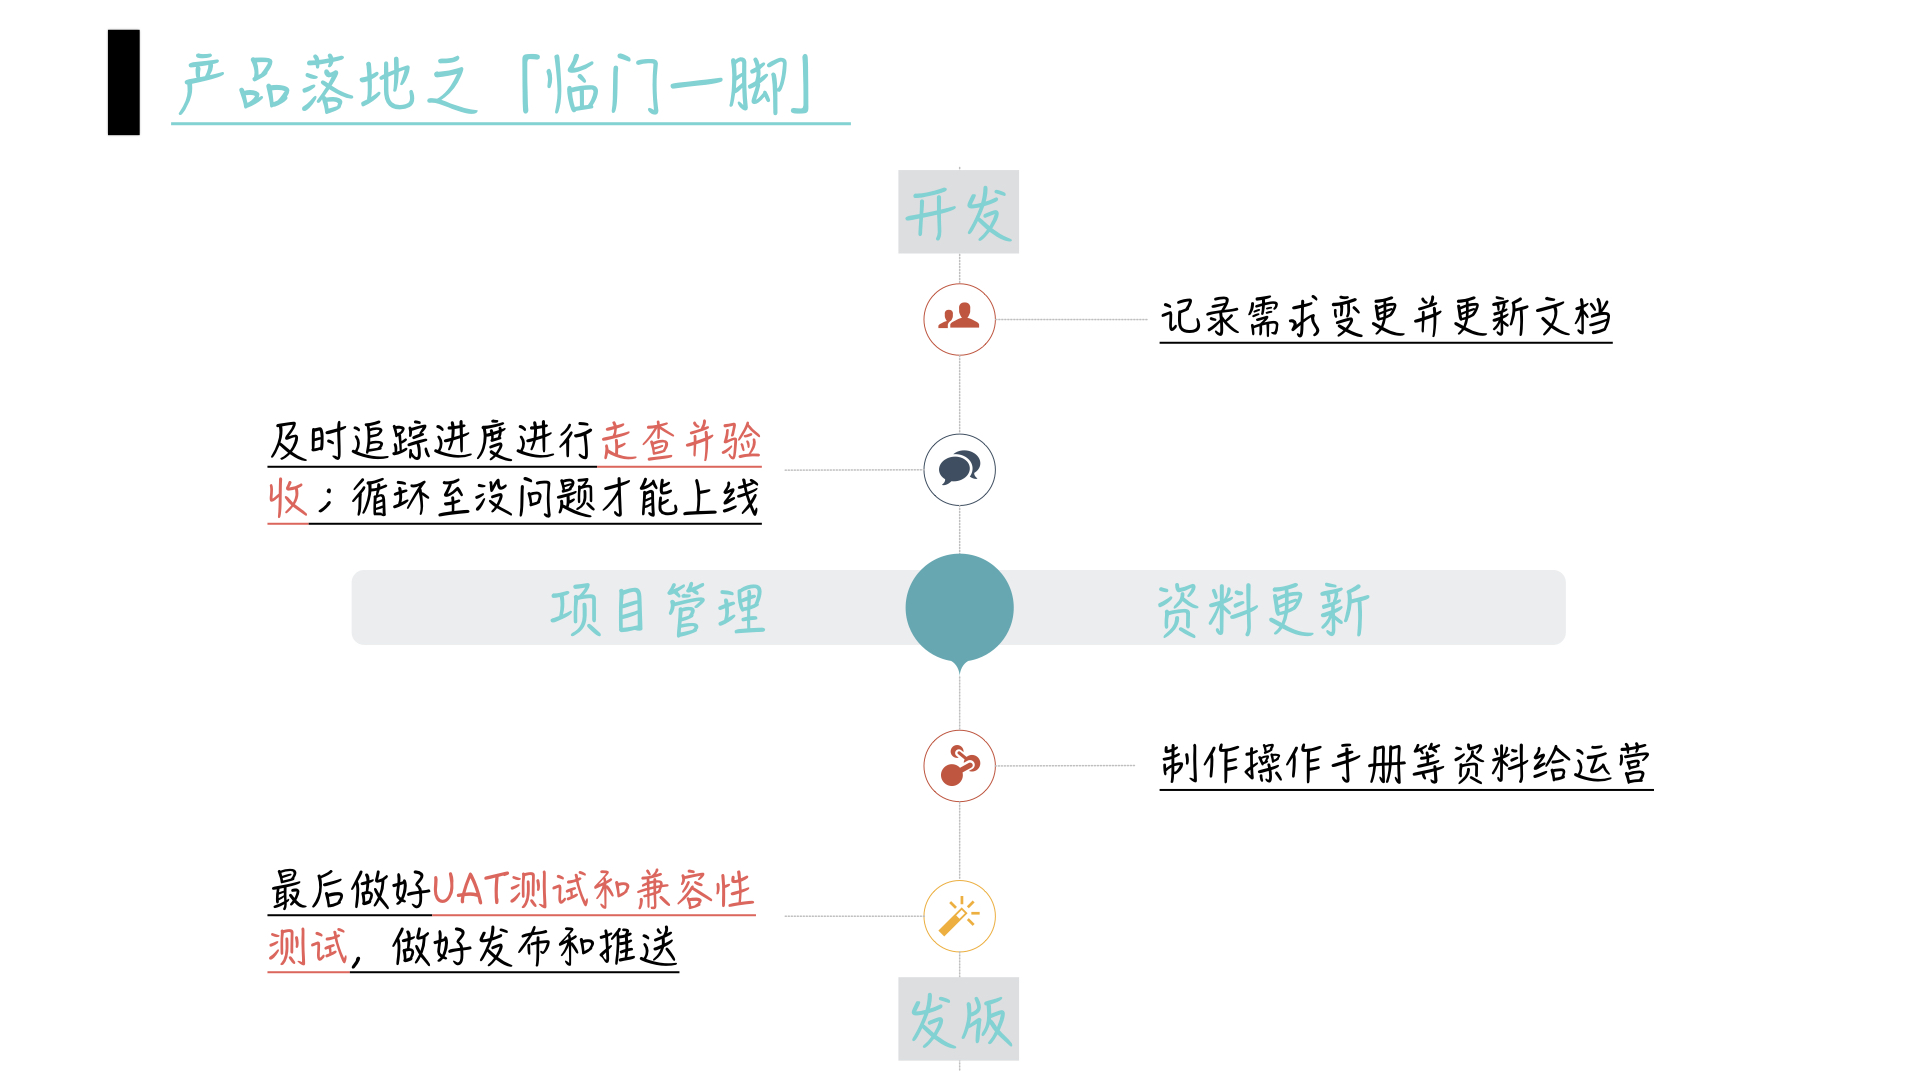 产品落地之「临门一脚」
开发
记录需求变更并更新文档
及时追踪进度进行走查并验
收；循环至没问题才能上线
项目管理
资料更新
制作操作手册等资料给运营
最后做好UAT测试和兼容性
测试，做好发布和推送
发版